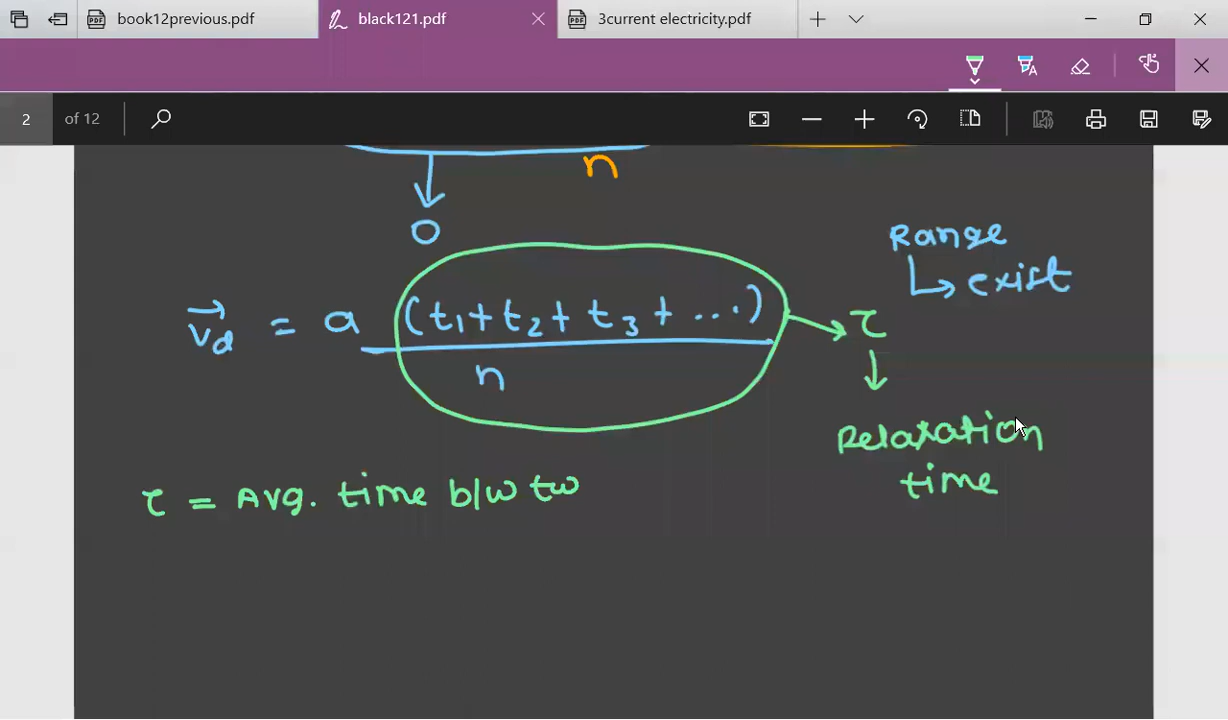 book12previous.pdf
black121.pdf
3current electricity.pdf
2 of 12
n
0
Range
↳ exist
v⃗d = a (t₁ + t₂ + t₃ + ...) → τ
n
↓
Relaxation
time
τ = Avg. time b/w tw